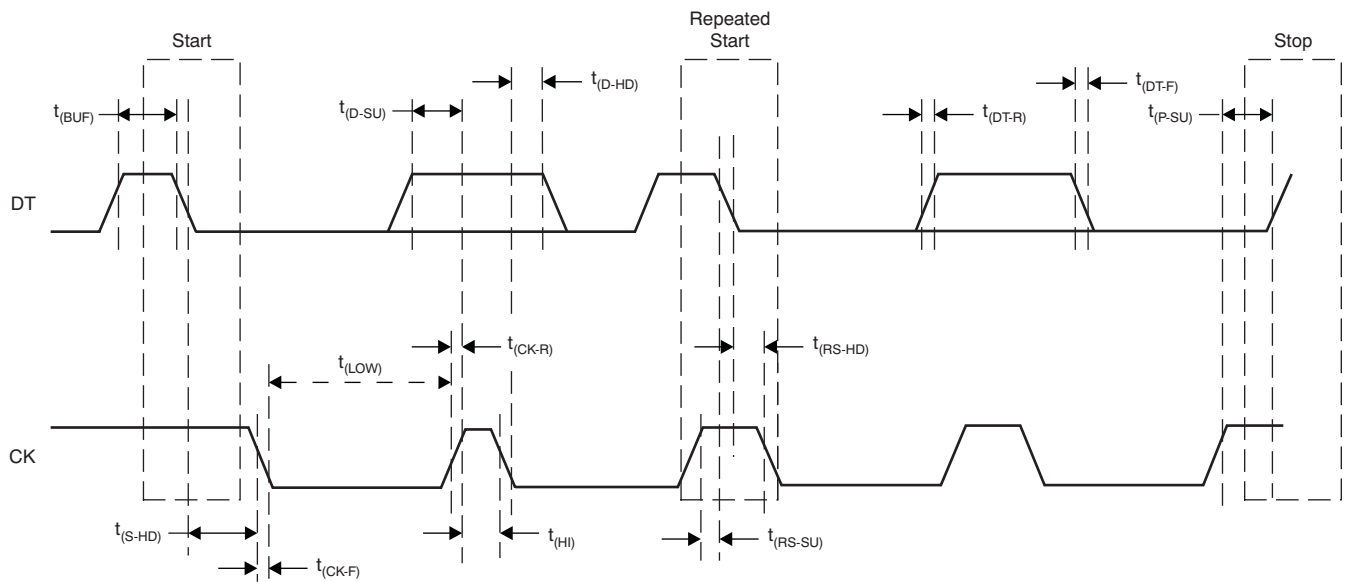 Start
Repeated
Start
Stop
t(BUF)
t(D-SU)
t(D-HD)
t(DT-R)
t(DT-F)
t(P-SU)
DT
t(LOW)
t(CK-R)
t(RS-HD)
CK
t(S-HD)
t(CK-F)
t(HI)
t(RS-SU)